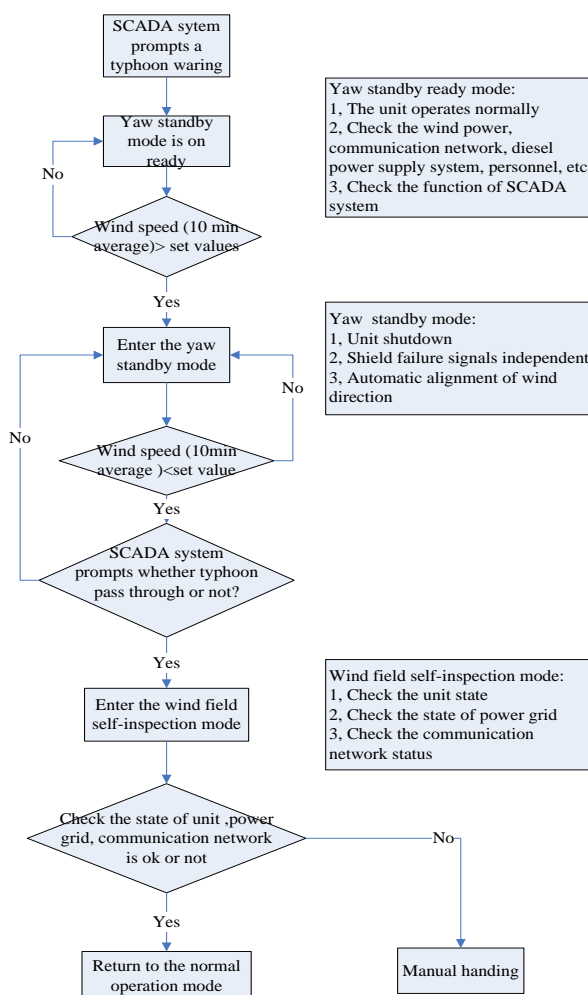 SCADA sytem
prompts a
typhoon waring
Yaw standby
mode is on
ready
No
Wind speed (10 min
average)> set values
Yes
Enter the yaw
standby mode
No
No
Wind speed (10min
average )<set value
Yes
SCADA system
prompts whether typhoon
pass through or not?
Yes
Enter the wind field
self-inspection mode
Check the state of unit ,power
grid, communication network
is ok or not
No
Yes
Return to the normal
operation mode
Manual handing
Yaw standby ready mode:
1, The unit operates normally
2, Check the wind power,
communication network, diesel
power supply system, personnel, etc
3, Check the function of SCADA
system
Yaw standby mode:
1, Unit shutdown
2, Shield failure signals independent
3, Automatic alignment of wind
direction
Wind field self-inspection mode:
1, Check the unit state
2, Check the state of power grid
3, Check the communication
network status